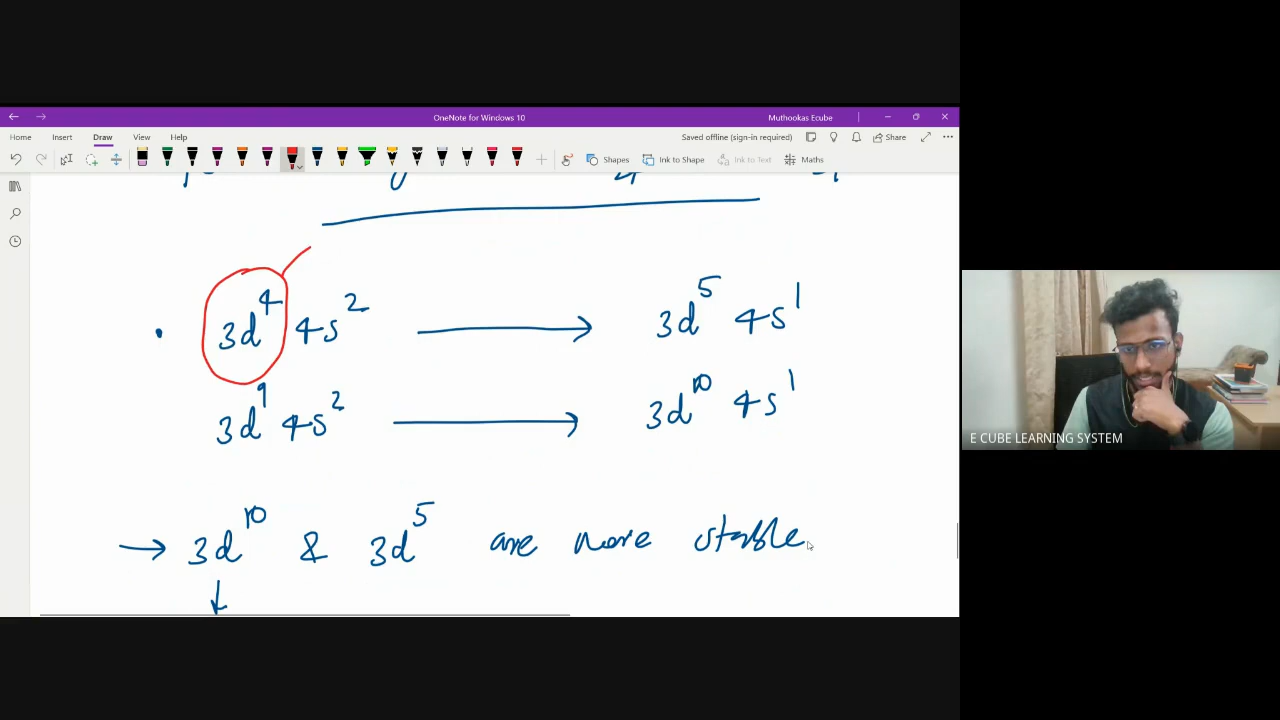 OneNote for Windows 10
Muthookas Ecube
Home Insert Draw View Help
Saved offline (sign-in required)
Share
Shapes
Ink to Shape
Ink to Text
Maths
3d⁴ 4s² → 3d⁵ 4s¹
3d⁹ 4s² → 3d¹⁰ 4s¹
→ 3d¹⁰ & 3d⁵ are more stable
E CUBE LEARNING SYSTEM